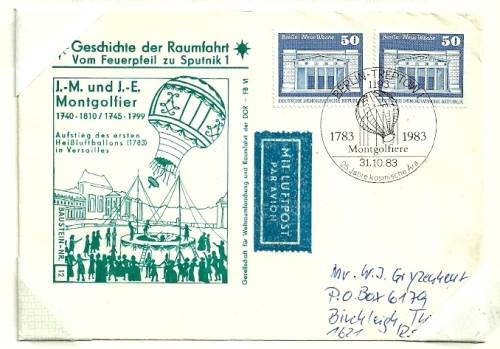 -Geschichte der Raumfahrt
Vom Feuerpfeil zu Sputnik 1
J.-M. und J.-E.
Montgolfier
1740-1810 / 1745-1799
Aufstieg des ersten
Heißluftballons (1783)
in Versailles
BAUSTEIN-NR. 12
Gesellschaft für Weltraumforschung und Raumfahrt der DDR - FB VI
MIT LUFTPOST
PAR AVION
Berlin · Neue Wache 50
DEUTSCHE DEMOKRATISCHE REPUBLIK
Berlin · Neue Wache 50
DEUTSCHE DEMOKRATISCHE REPUBLIK
BERLIN-TREPTOW 1
1193
1783 1983
Montgolfiere
31.10.83
25 Jahre kosmische Ära
Mr. W.J.
P.O Box 6179
Birchleigh
1621